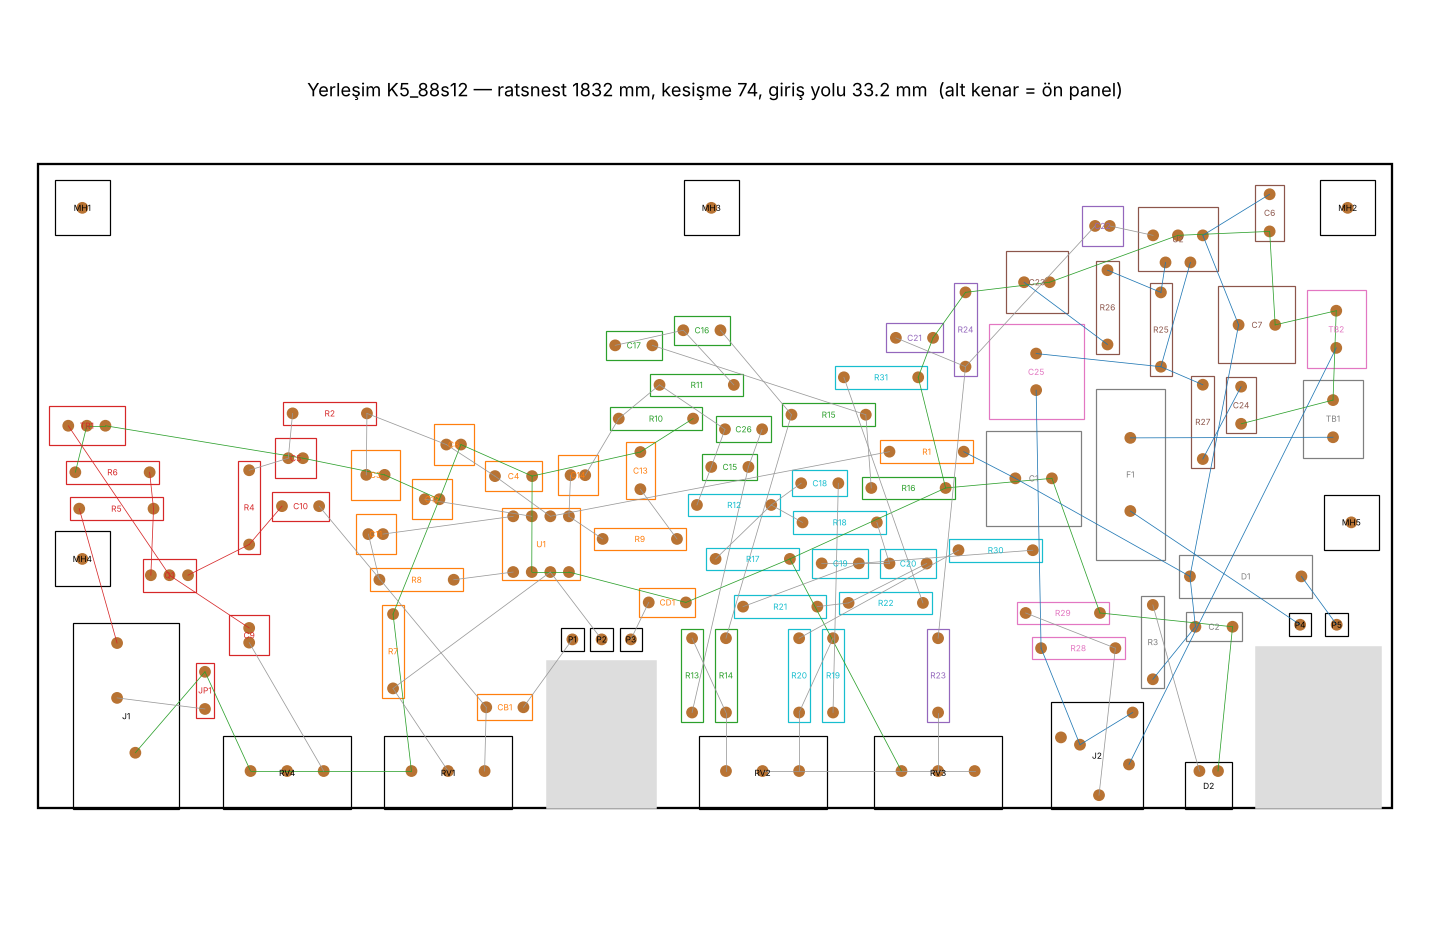 Yerleşim K5_88s12 — ratsnest 1832 mm, kesişme 74, giriş yolu 33.2 mm (alt kenar = ön panel)
MH1
MH3
MH2
C6
C23
R26
R25
R24
C7
TB2
C16
C17
C21
C25
R11
R31
R2
R10
R15
R27
C24
TB1
C26
R1
R6
C4
C13
C15
C1
F1
R5
R4
C10
R12
C18
R16
MH5
R18
U1
R9
MH4
R8
R17
C19
C20
R30
D1
CD1
R21
R22
R29
C2
P1
P2
P3
P4
P5
R7
R28
R3
JP1
R13
R14
R20
R19
R23
CB1
J1
J2
RV4
RV1
RV2
RV3
D2